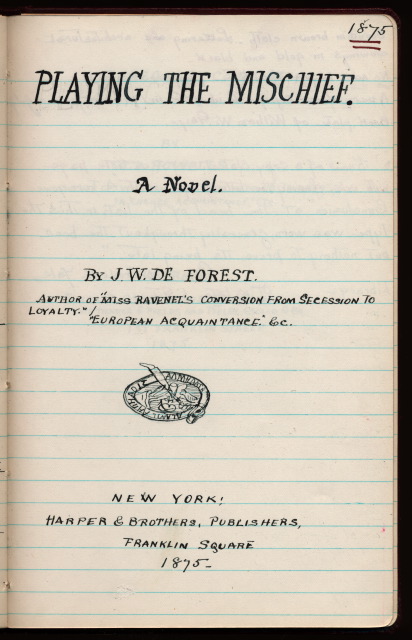 1875
PLAYING THE MISCHIEF.
A Novel.
BY J.W. DE FOREST.
AUTHOR OF "MISS RAVENEL'S CONVERSION FROM SECESSION TO
LOYALTY." /
"EUROPEAN ACQUAINTANCE." &C.
NEW YORK:
HARPER & BROTHERS, PUBLISHERS,
FRANKLIN SQUARE
1875-